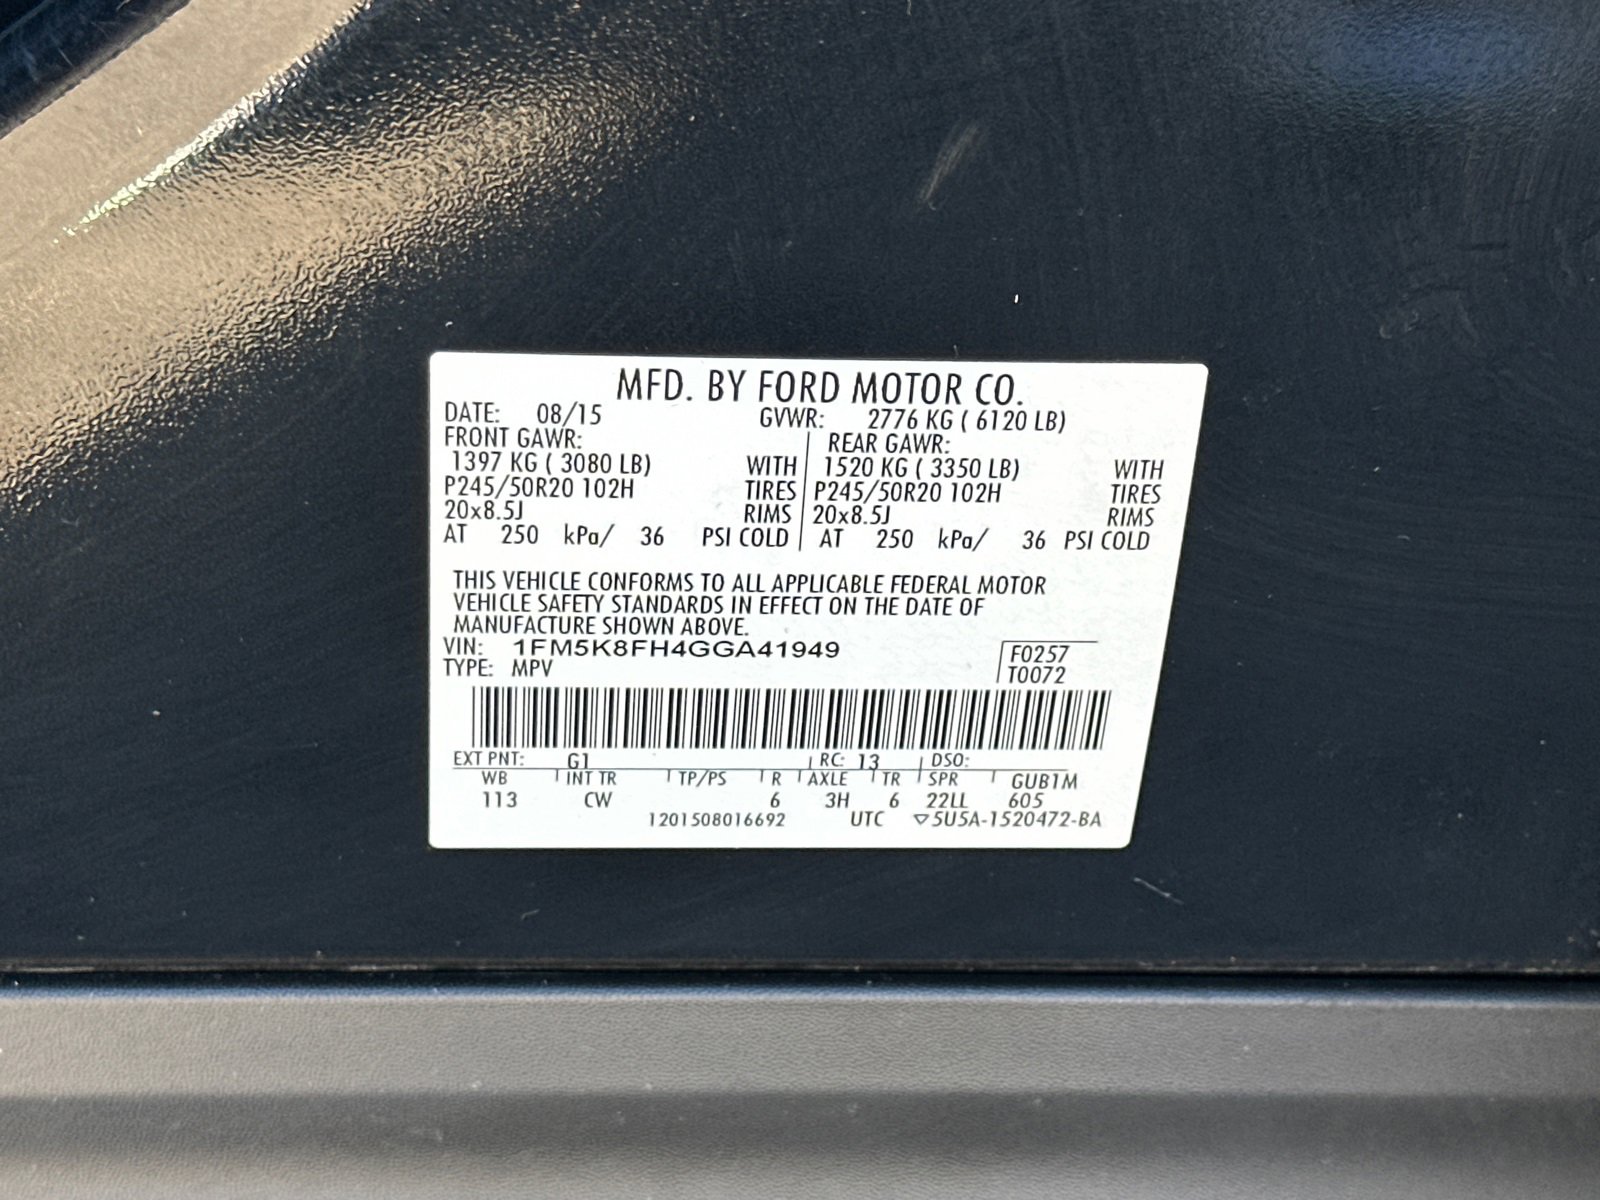 MFD. BY FORD MOTOR CO.
DATE: 08/15 GVWR: 2776 KG ( 6120 LB)
FRONT GAWR: REAR GAWR:
1397 KG ( 3080 LB) WITH 1520 KG ( 3350 LB) WITH
P245/50R20 102H TIRES P245/50R20 102H TIRES
20x8.5J RIMS 20x8.5J RIMS
AT 250 kPa/ 36 PSI COLD AT 250 kPa/ 36 PSI COLD
THIS VEHICLE CONFORMS TO ALL APPLICABLE FEDERAL MOTOR
VEHICLE SAFETY STANDARDS IN EFFECT ON THE DATE OF
MANUFACTURE SHOWN ABOVE.
VIN: 1FM5K8FH4GGA41949 F0257
TYPE: MPV T0072
EXT PNT: G1 RC: 13 DSO:
WB INT TR TP/PS R AXLE TR SPR GUB1M
113 CW 6 3H 6 22LL 605
1201508016692 UTC ▽5U5A-1520472-BA